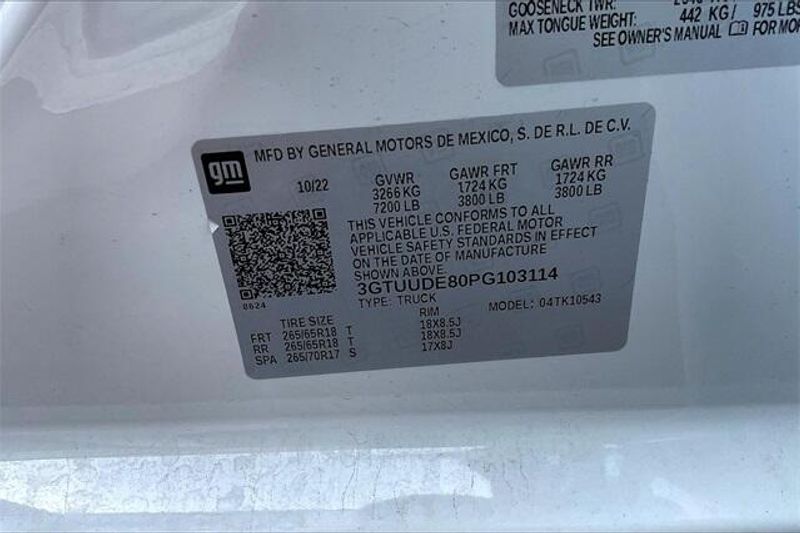 GOOSENECK TWR:
MAX TONGUE WEIGHT: 442 KG/ 975 LBS
SEE OWNER'S MANUAL FOR MOR
gm
MFD BY GENERAL MOTORS DE MEXICO, S. DE R.L. DE C.V.
10/22
GVWR GAWR FRT GAWR RR
3266 KG 1724 KG 1724 KG
7200 LB 3800 LB 3800 LB
THIS VEHICLE CONFORMS TO ALL
APPLICABLE U.S. FEDERAL MOTOR
VEHICLE SAFETY STANDARDS IN EFFECT
ON THE DATE OF MANUFACTURE
SHOWN ABOVE.
3GTUUDE80PG103114
TYPE: TRUCK MODEL: 04TK10543
8624
TIRE SIZE RIM
FRT 265/65R18 T 18X8.5J
RR 265/65R18 T 18X8.5J
SPA 265/70R17 S 17X8J